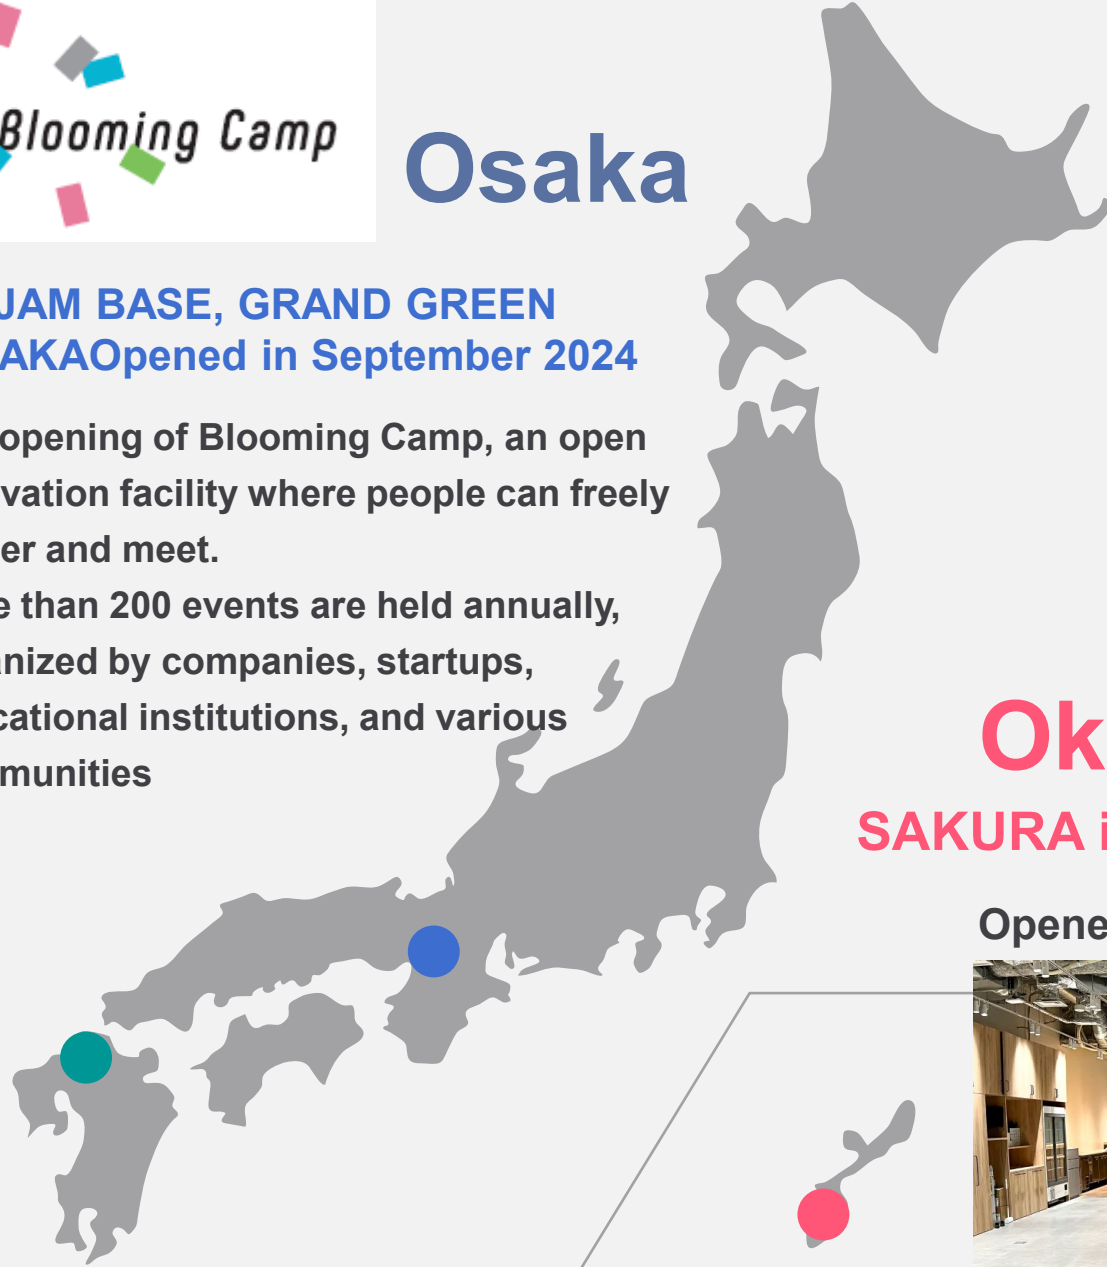 Blooming Camp
Osaka
JAM BASE, GRAND GREEN
AKAOpened in September 2024
opening of Blooming Camp, an open
vation facility where people can freely
er and meet.
e than 200 events are held annually,
anized by companies, startups,
cational institutions, and various
munities
Ok
SAKURA i
Opene